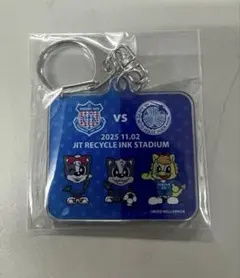 VS
2025 11.02
JIT RECYCLE INK STADIUM